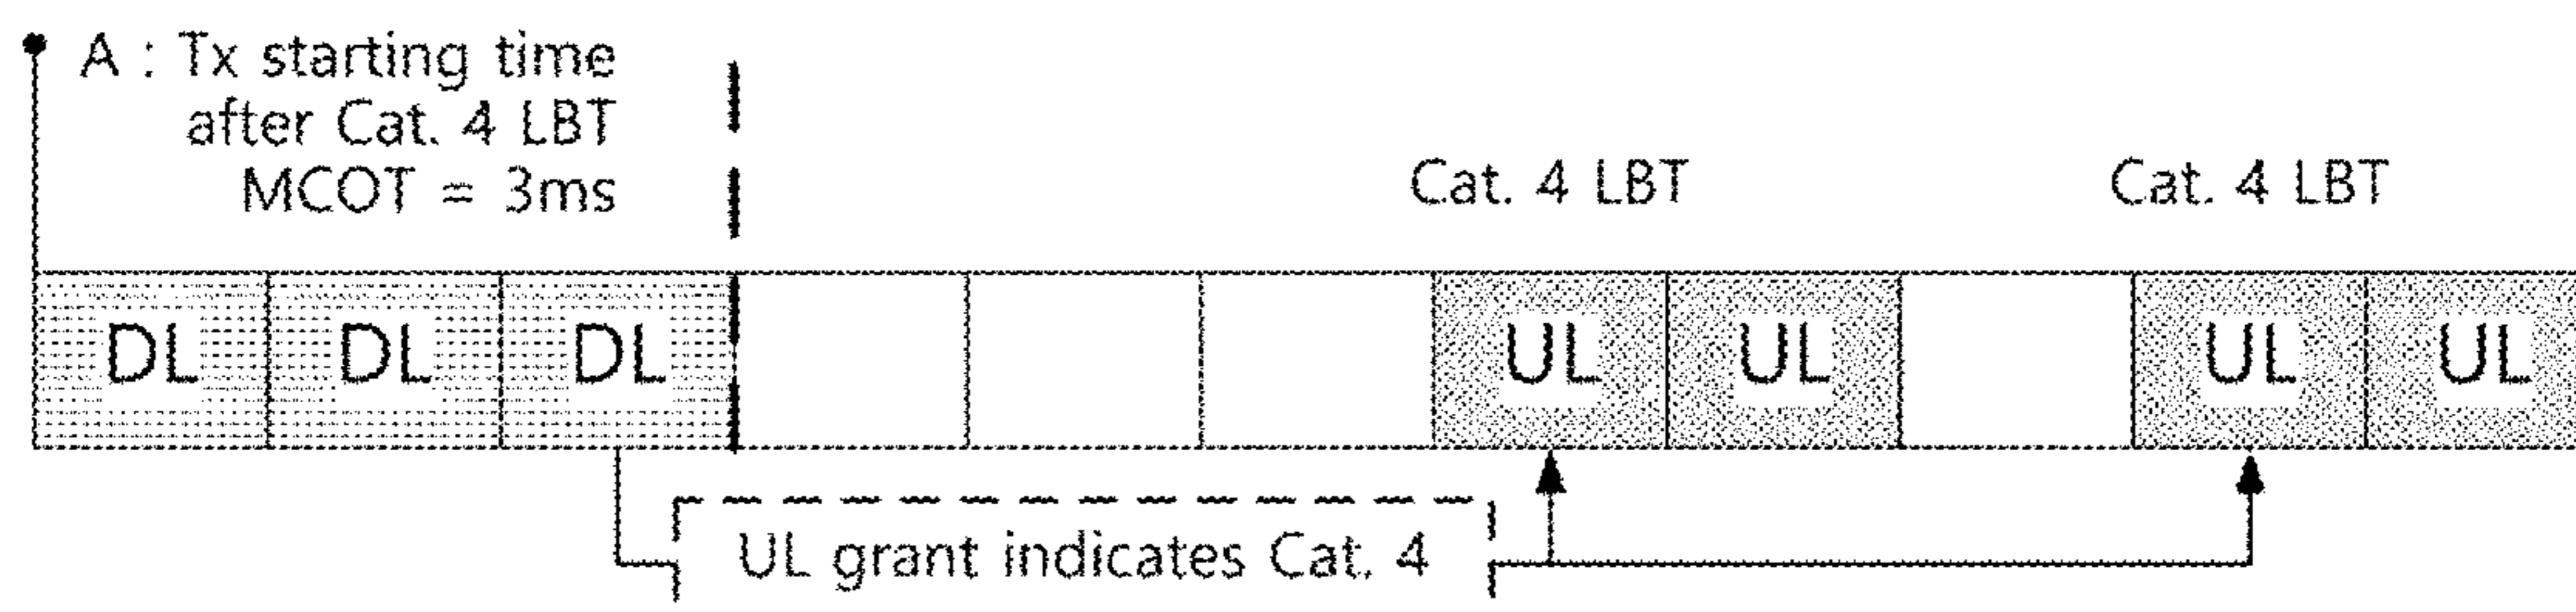 A : Tx starting time
after Cat. 4 LBT
MCOT = 3ms
Cat. 4 LBT
Cat. 4 LBT
DL
DL
DL
UL
UL
UL
UL
UL grant indicates Cat. 4